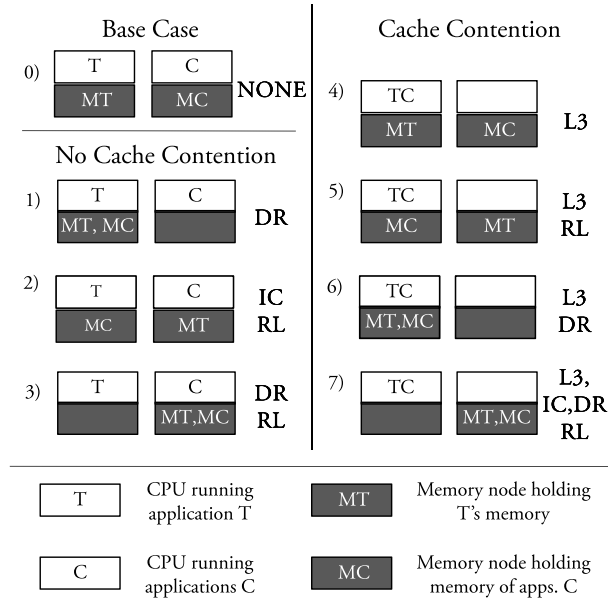 Base Case
0)
T
C
MT
MC
NONE
No Cache Contention
1)
T
C
MT, MC
DR
2)
T
C
MC
MT
IC
RL
3)
T
C
MT,MC
DR
RL
Cache Contention
4)
TC
MT
MC
L3
5)
TC
MC
MT
L3
RL
6)
TC
MT,MC
L3
DR
7)
TC
MT,MC
L3,
IC,DR
RL
T
CPU running
application T
MT
Memory node holding
T's memory
C
CPU running
applications C
MC
Memory node holding
memory of apps. C